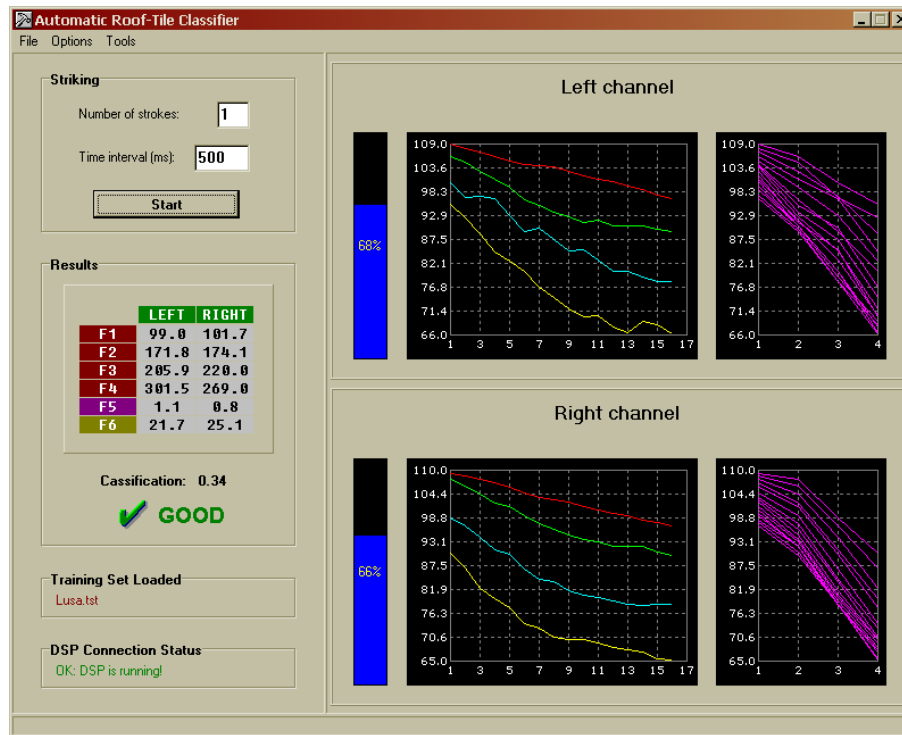 Automatic Roof-Tile Classifier
File Options Tools
Striking
Number of strokes: 1
Time interval (ms): 500
Start
Results
LEFT RIGHT
F1 99.0 101.7
F2 171.8 174.1
F3 205.9 220.0
F4 301.5 269.0
F5 1.1 0.8
F6 21.7 25.1
Cassification: 0.34
GOOD
Training Set Loaded
Lusa.tst
DSP Connection Status
OK: DSP is running!
Left channel
68%
109.0
103.6
98.3
92.9
87.5
82.1
76.8
71.4
66.0
1 3 5 7 9 11 13 15 17
109.0
103.6
98.3
92.9
87.5
82.1
76.8
71.4
66.0
1 2 3 4
Right channel
66%
110.0
104.4
98.8
93.1
87.5
81.9
76.3
70.6
65.0
1 3 5 7 9 11 13 15 17
110.0
104.4
98.8
93.1
87.5
81.9
76.3
70.6
65.0
1 2 3 4